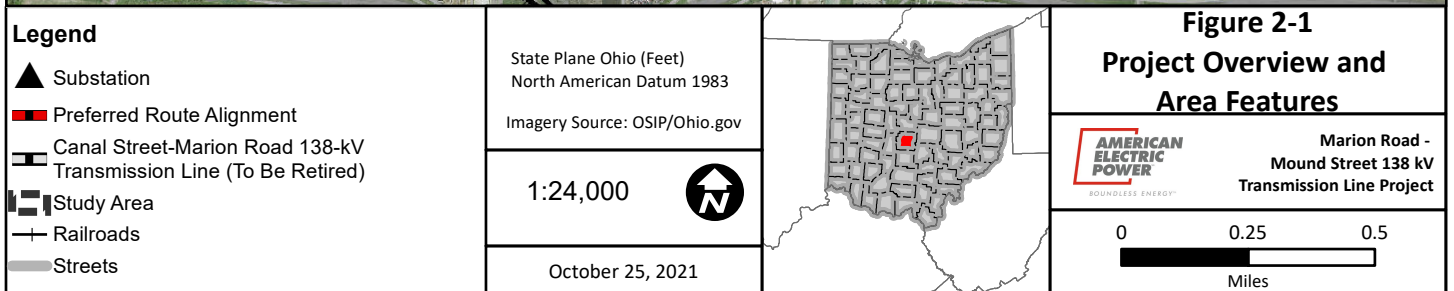 Legend
Substation
Preferred Route Alignment
Canal Street-Marion Road 138-kV
Transmission Line (To Be Retired)
Study Area
Railroads
Streets
State Plane Ohio (Feet)
North American Datum 1983
Imagery Source: OSIP/Ohio.gov
1:24,000
N
October 25, 2021
Figure 2-1
Project Overview and
Area Features
AMERICAN
ELECTRIC
POWER
BOUNDLESS ENERGY"
Marion Road -
Mound Street 138 kV
Transmission Line Project
0 0.25 0.5
Miles